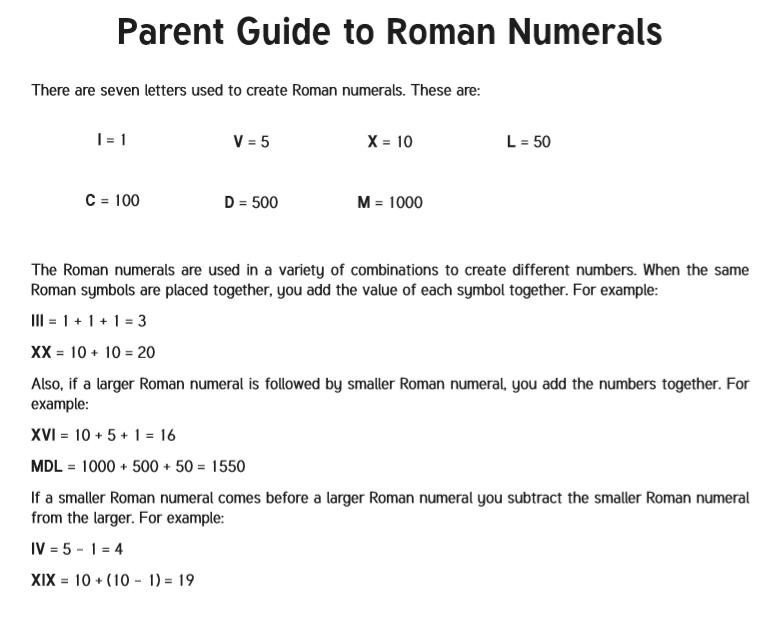 Parent Guide to Roman Numerals
There are seven letters used to create Roman numerals. These are:
I = 1 V = 5 X = 10 L = 50
C = 100 D = 500 M = 1000
The Roman numerals are used in a variety of combinations to create different numbers. When the same
Roman symbols are placed together, you add the value of each symbol together. For example:
III = 1 + 1 + 1 = 3
XX = 10 + 10 = 20
Also, if a larger Roman numeral is followed by smaller Roman numeral, you add the numbers together. For
example:
XVI = 10 + 5 + 1 = 16
MDL = 1000 + 500 + 50 = 1550
If a smaller Roman numeral comes before a larger Roman numeral you subtract the smaller Roman numeral
from the larger. For example:
IV = 5 - 1 = 4
XIX = 10 + (10 - 1) = 19